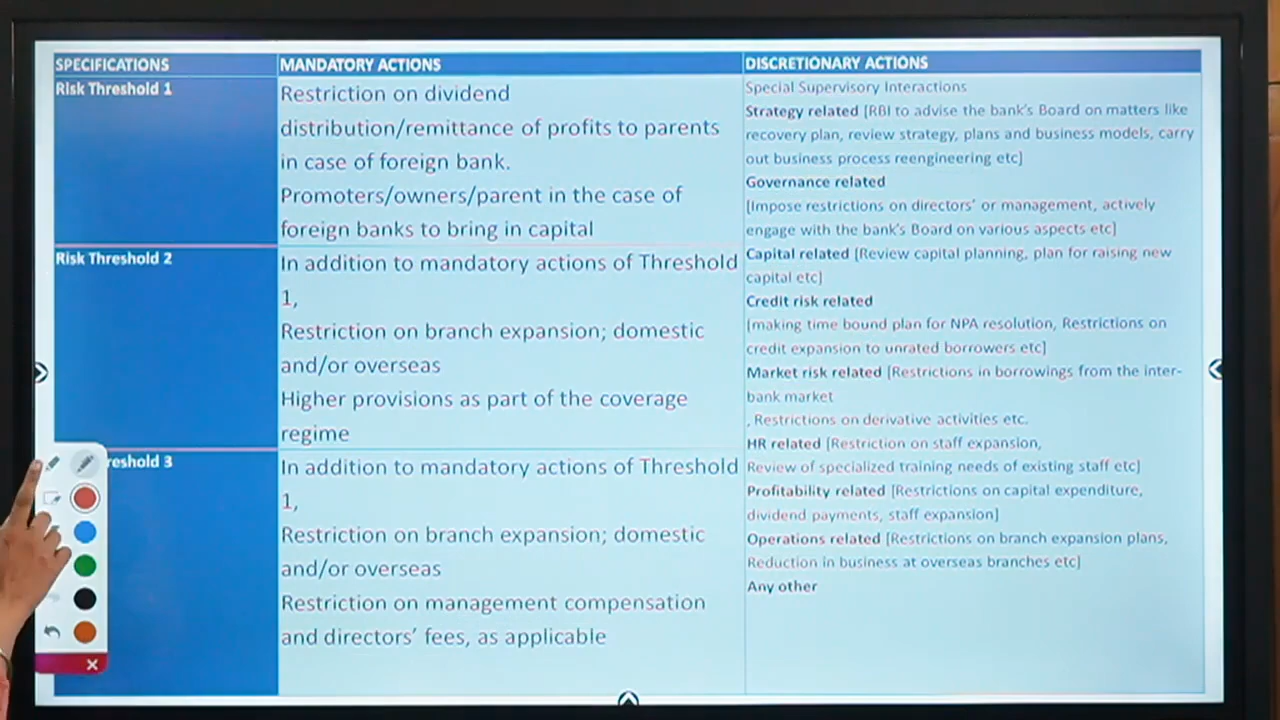 SPECIFICATIONS
MANDATORY ACTIONS
DISCRETIONARY ACTIONS
Risk Threshold 1
Restriction on dividend
distribution/remittance of profits to parents
in case of foreign bank.
Promoters/owners/parent in the case of
foreign banks to bring in capital
Risk Threshold 2
In addition to mandatory actions of Threshold
1,
Restriction on branch expansion; domestic
and/or overseas
Higher provisions as part of the coverage
regime
reshold 3
In addition to mandatory actions of Threshold
1,
Restriction on branch expansion; domestic
and/or overseas
Restriction on management compensation
and directors' fees, as applicable
Special Supervisory Interactions
Strategy related [RBI to advise the bank's Board on matters like
recovery plan, review strategy, plans and business models, carry
out business process reengineering etc]
Governance related
[Impose restrictions on directors' or management, actively
engage with the bank's Board on various aspects etc]
Capital related [Review capital planning, plan for raising new
capital etc]
Credit risk related
[making time bound plan for NPA resolution, Restrictions on
credit expansion to unrated borrowers etc]
Market risk related [Restrictions in borrowings from the inter-
bank market
, Restrictions on derivative activities etc.
HR related [Restriction on staff expansion,
Review of specialized training needs of existing staff etc]
Profitability related [Restrictions on capital expenditure,
dividend payments, staff expansion]
Operations related [Restrictions on branch expansion plans,
Reduction in business at overseas branches etc]
Any other